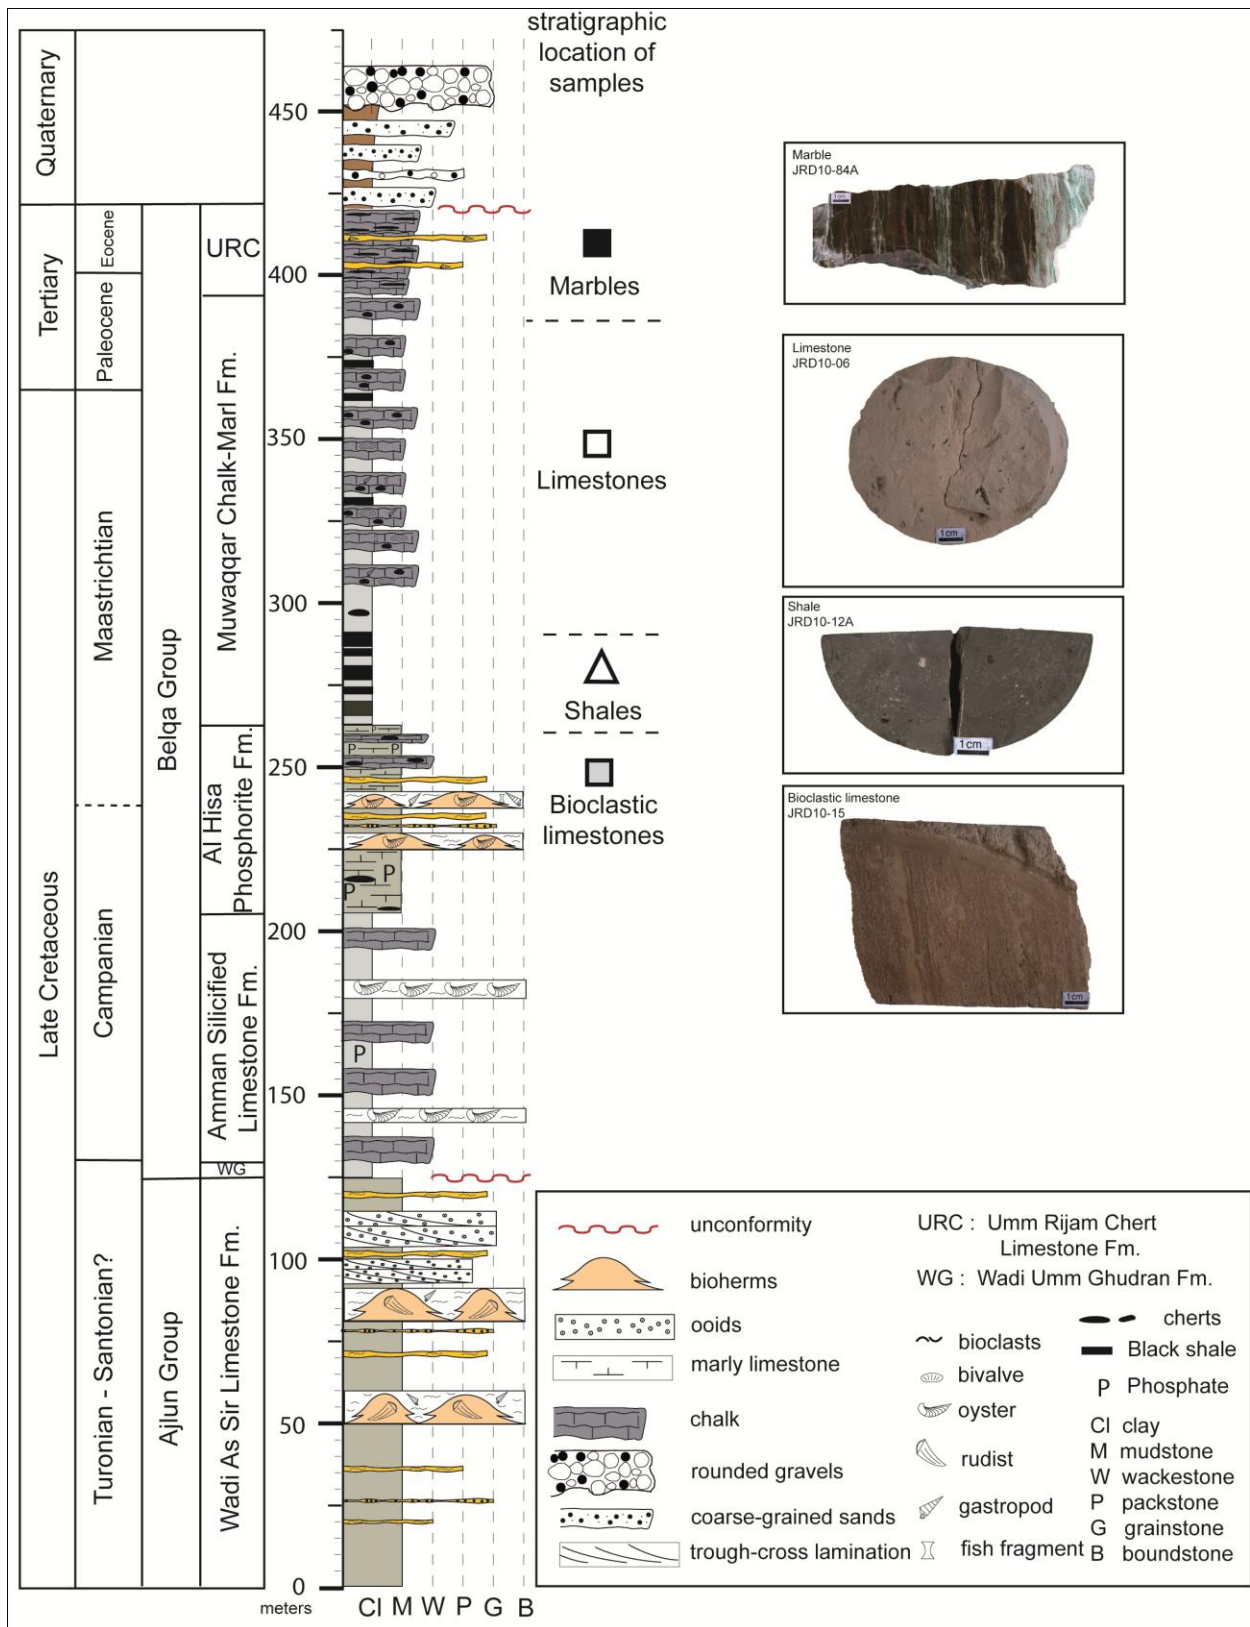 stratigraphic
location of
samples
Quaternary
Tertiary
Late Cretaceous
Eocene
Paleocene
Maastrichtian
Campanian
Turonian - Santonian?
Belqa Group
Ajlun Group
URC
Muwaqqar Chalk-Marl Fm.
Al Hisa
Phosphorite Fm.
Amman Silicified
Limestone Fm.
WG
Wadi As Sir Limestone Fm.
450
400
350
300
250
200
150
100
50
0
meters
Cl M W P G B
P
P
P
P
P
Marbles
Limestones
Shales
Bioclastic
limestones
Marble
JRD10-84A
1cm
Limestone
JRD10-06
1cm
Shale
JRD10-12A
1cm
Bioclastic limestone
JRD10-15
1cm
unconformity
bioherms
ooids
marly limestone
chalk
rounded gravels
coarse-grained sands
trough-cross lamination
URC : Umm Rijam Chert
Limestone Fm.
WG : Wadi Umm Ghudran Fm.
bioclasts
bivalve
oyster
rudist
gastropod
fish fragment
cherts
Black shale
P Phosphate
Cl clay
M mudstone
W wackestone
P packstone
G grainstone
B boundstone